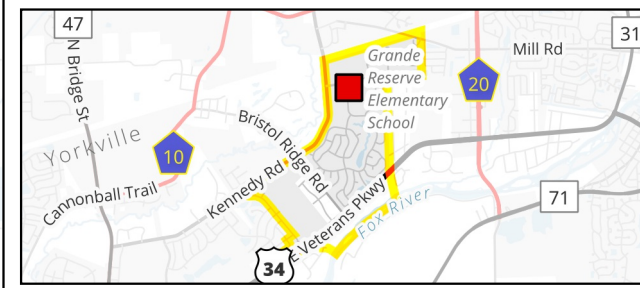 47
31
N Bridge St
Mill Rd
Grande
Reserve
Elementary
School
20
Bristol Ridge Rd
Yorkville
10
Kennedy Rd
Cannonball Trail
71
E Veterans Pkwy
Fox River
34